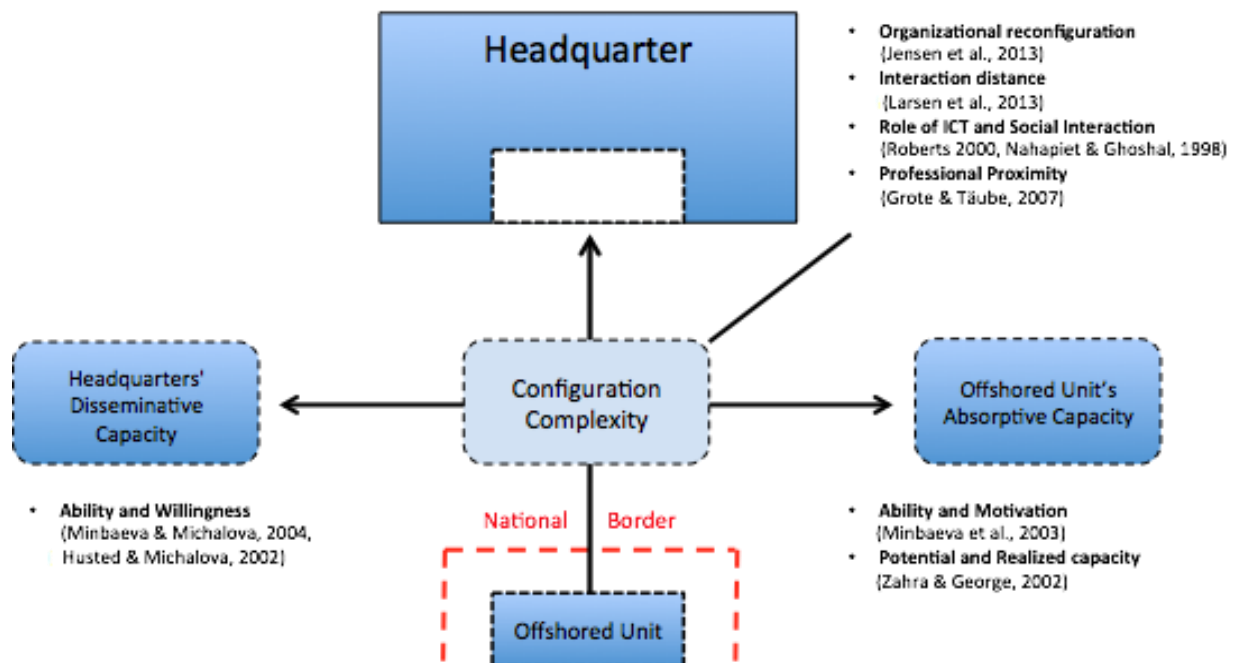 Headquarter
• Organizational reconfiguration
(Jensen et al., 2013)
• Interaction distance
(Larsen et al., 2013)
• Role of ICT and Social Interaction
(Roberts 2000, Nahapiet & Ghoshal, 1998)
• Professional Proximity
(Grote & Täube, 2007)
Headquarters'
Disseminative
Capacity
Configuration
Complexity
Offshored Unit's
Absorptive Capacity
• Ability and Willingness
(Minbaeva & Michalova, 2004,
Husted & Michalova, 2002)
National Border
• Ability and Motivation
(Minbaeva et al., 2003)
• Potential and Realized capacity
(Zahra & George, 2002)
Offshored Unit